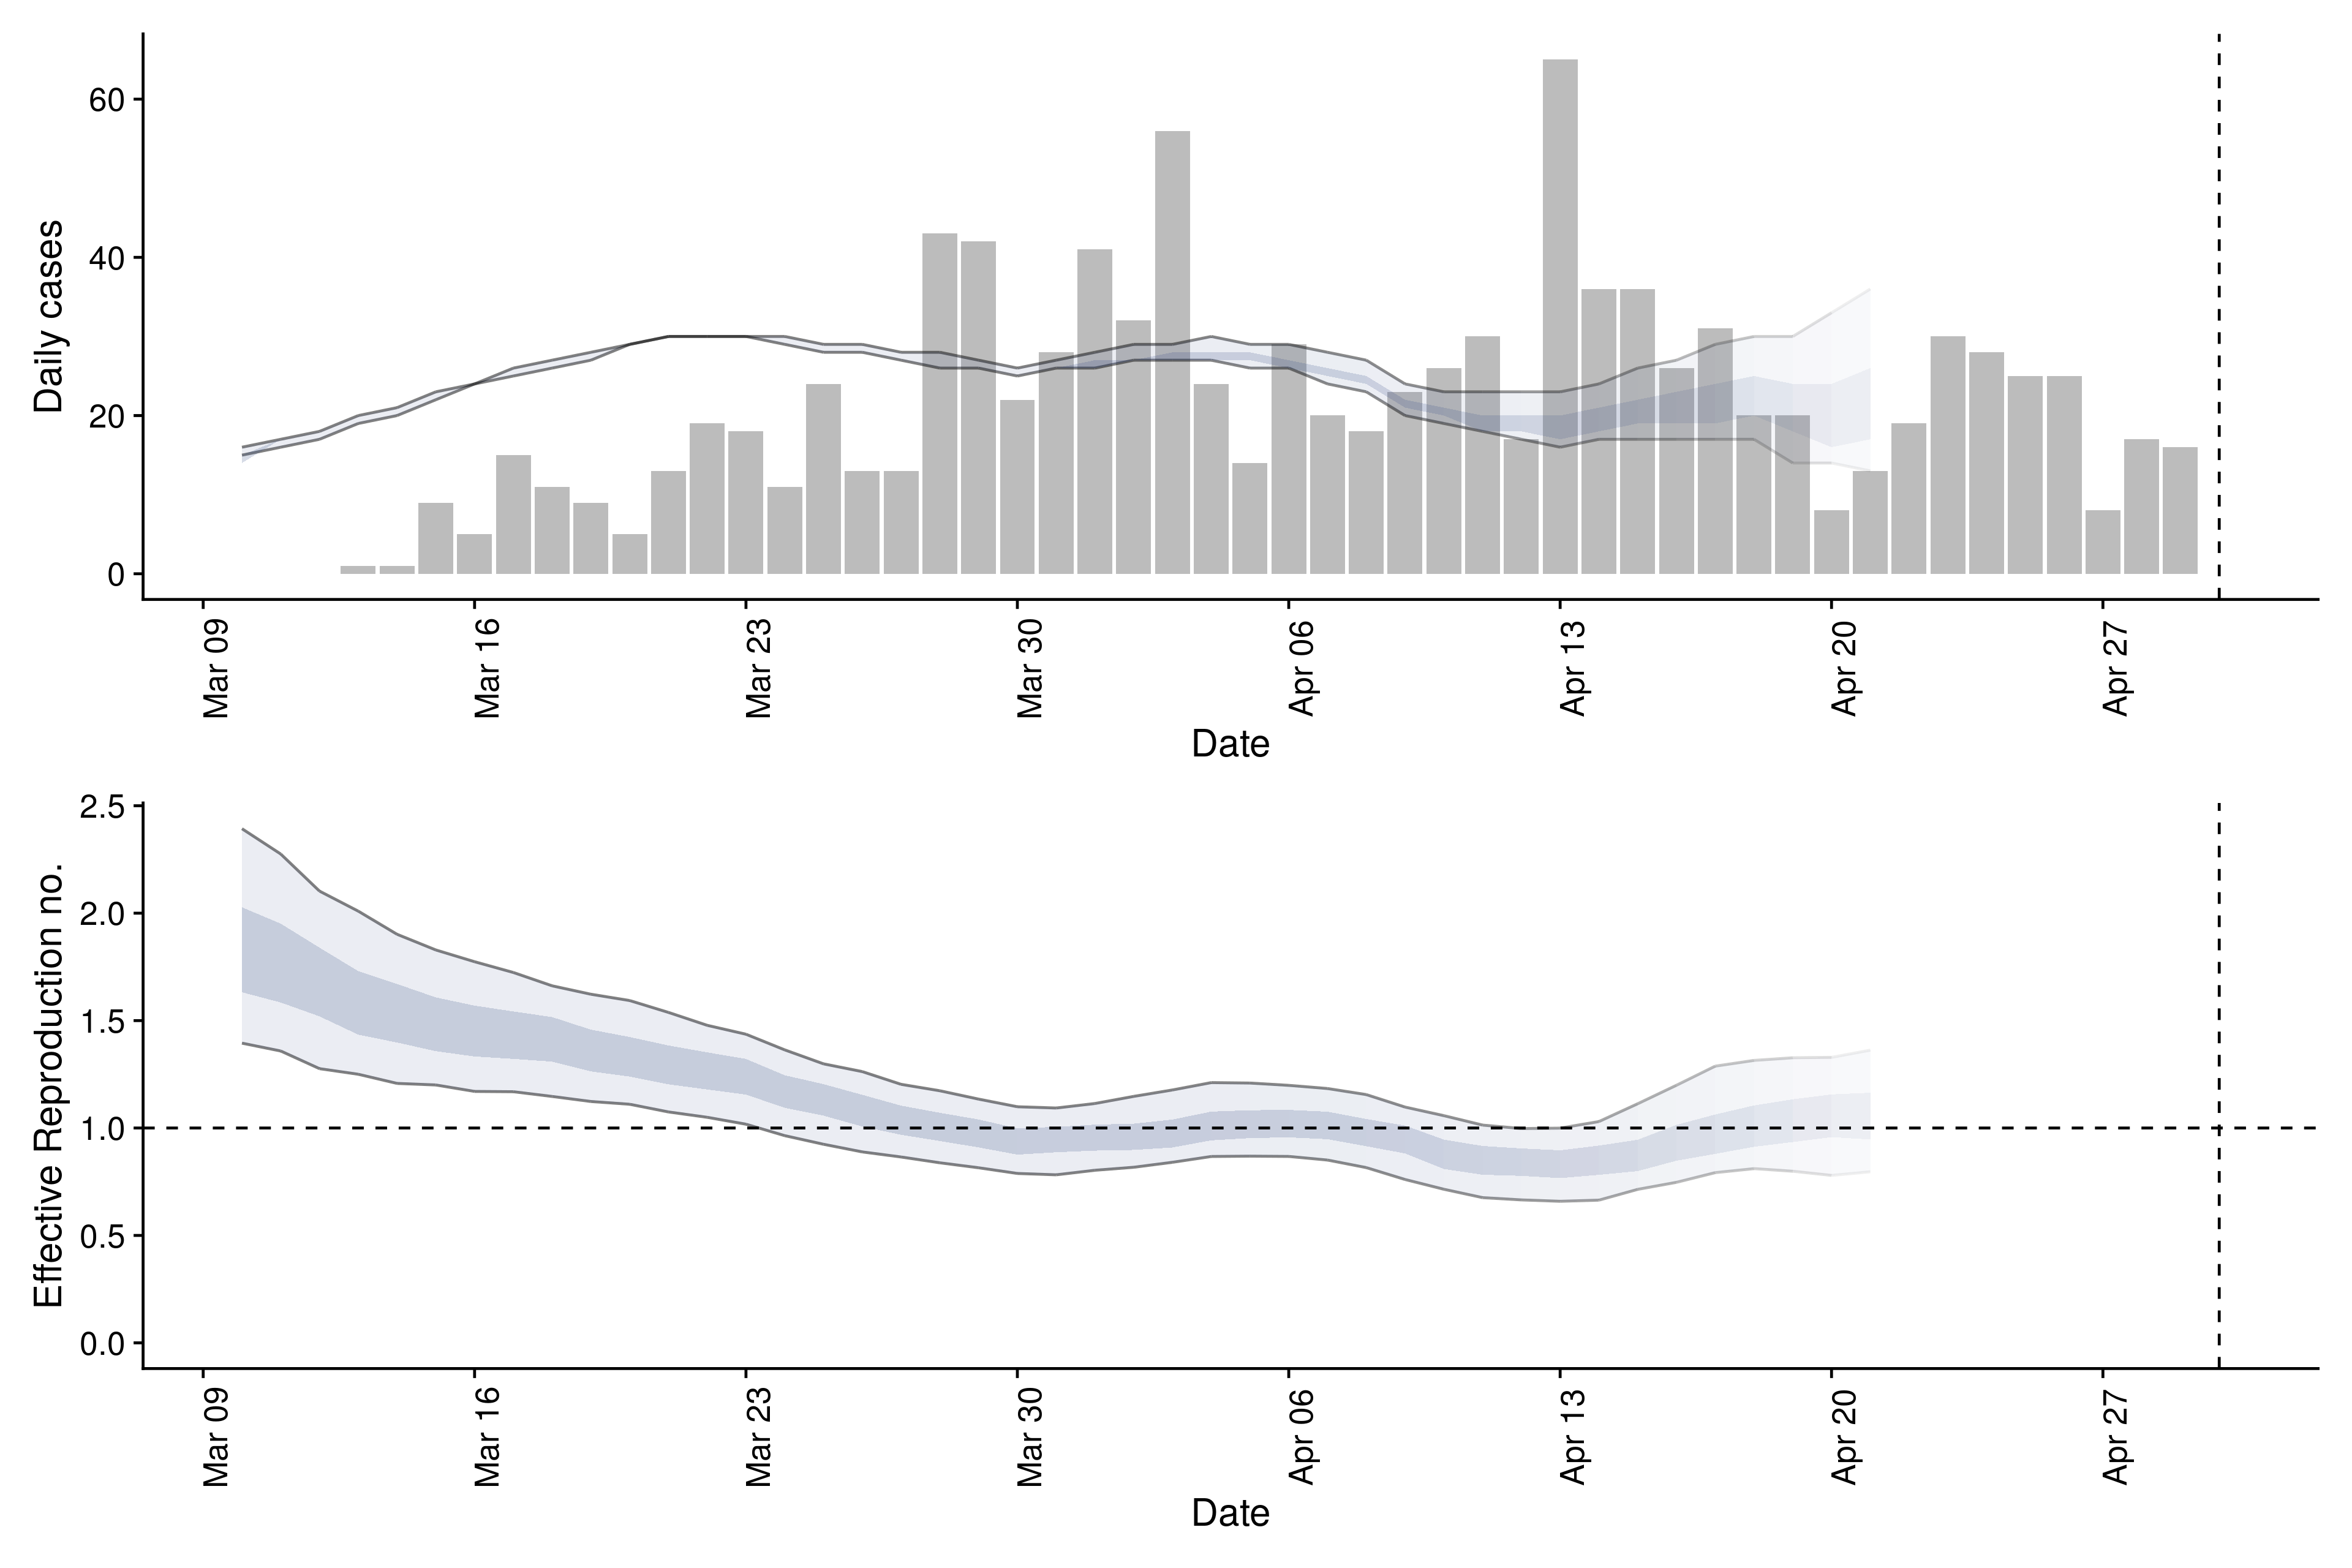 Daily cases
60
40
20
0
Mar 09
Mar 16
Mar 23
Mar 30
Apr 06
Apr 13
Apr 20
Apr 27
Date
Effective Reproduction no.
2.5
2.0
1.5
1.0
0.5
0.0
Mar 09
Mar 16
Mar 23
Mar 30
Apr 06
Apr 13
Apr 20
Apr 27
Date